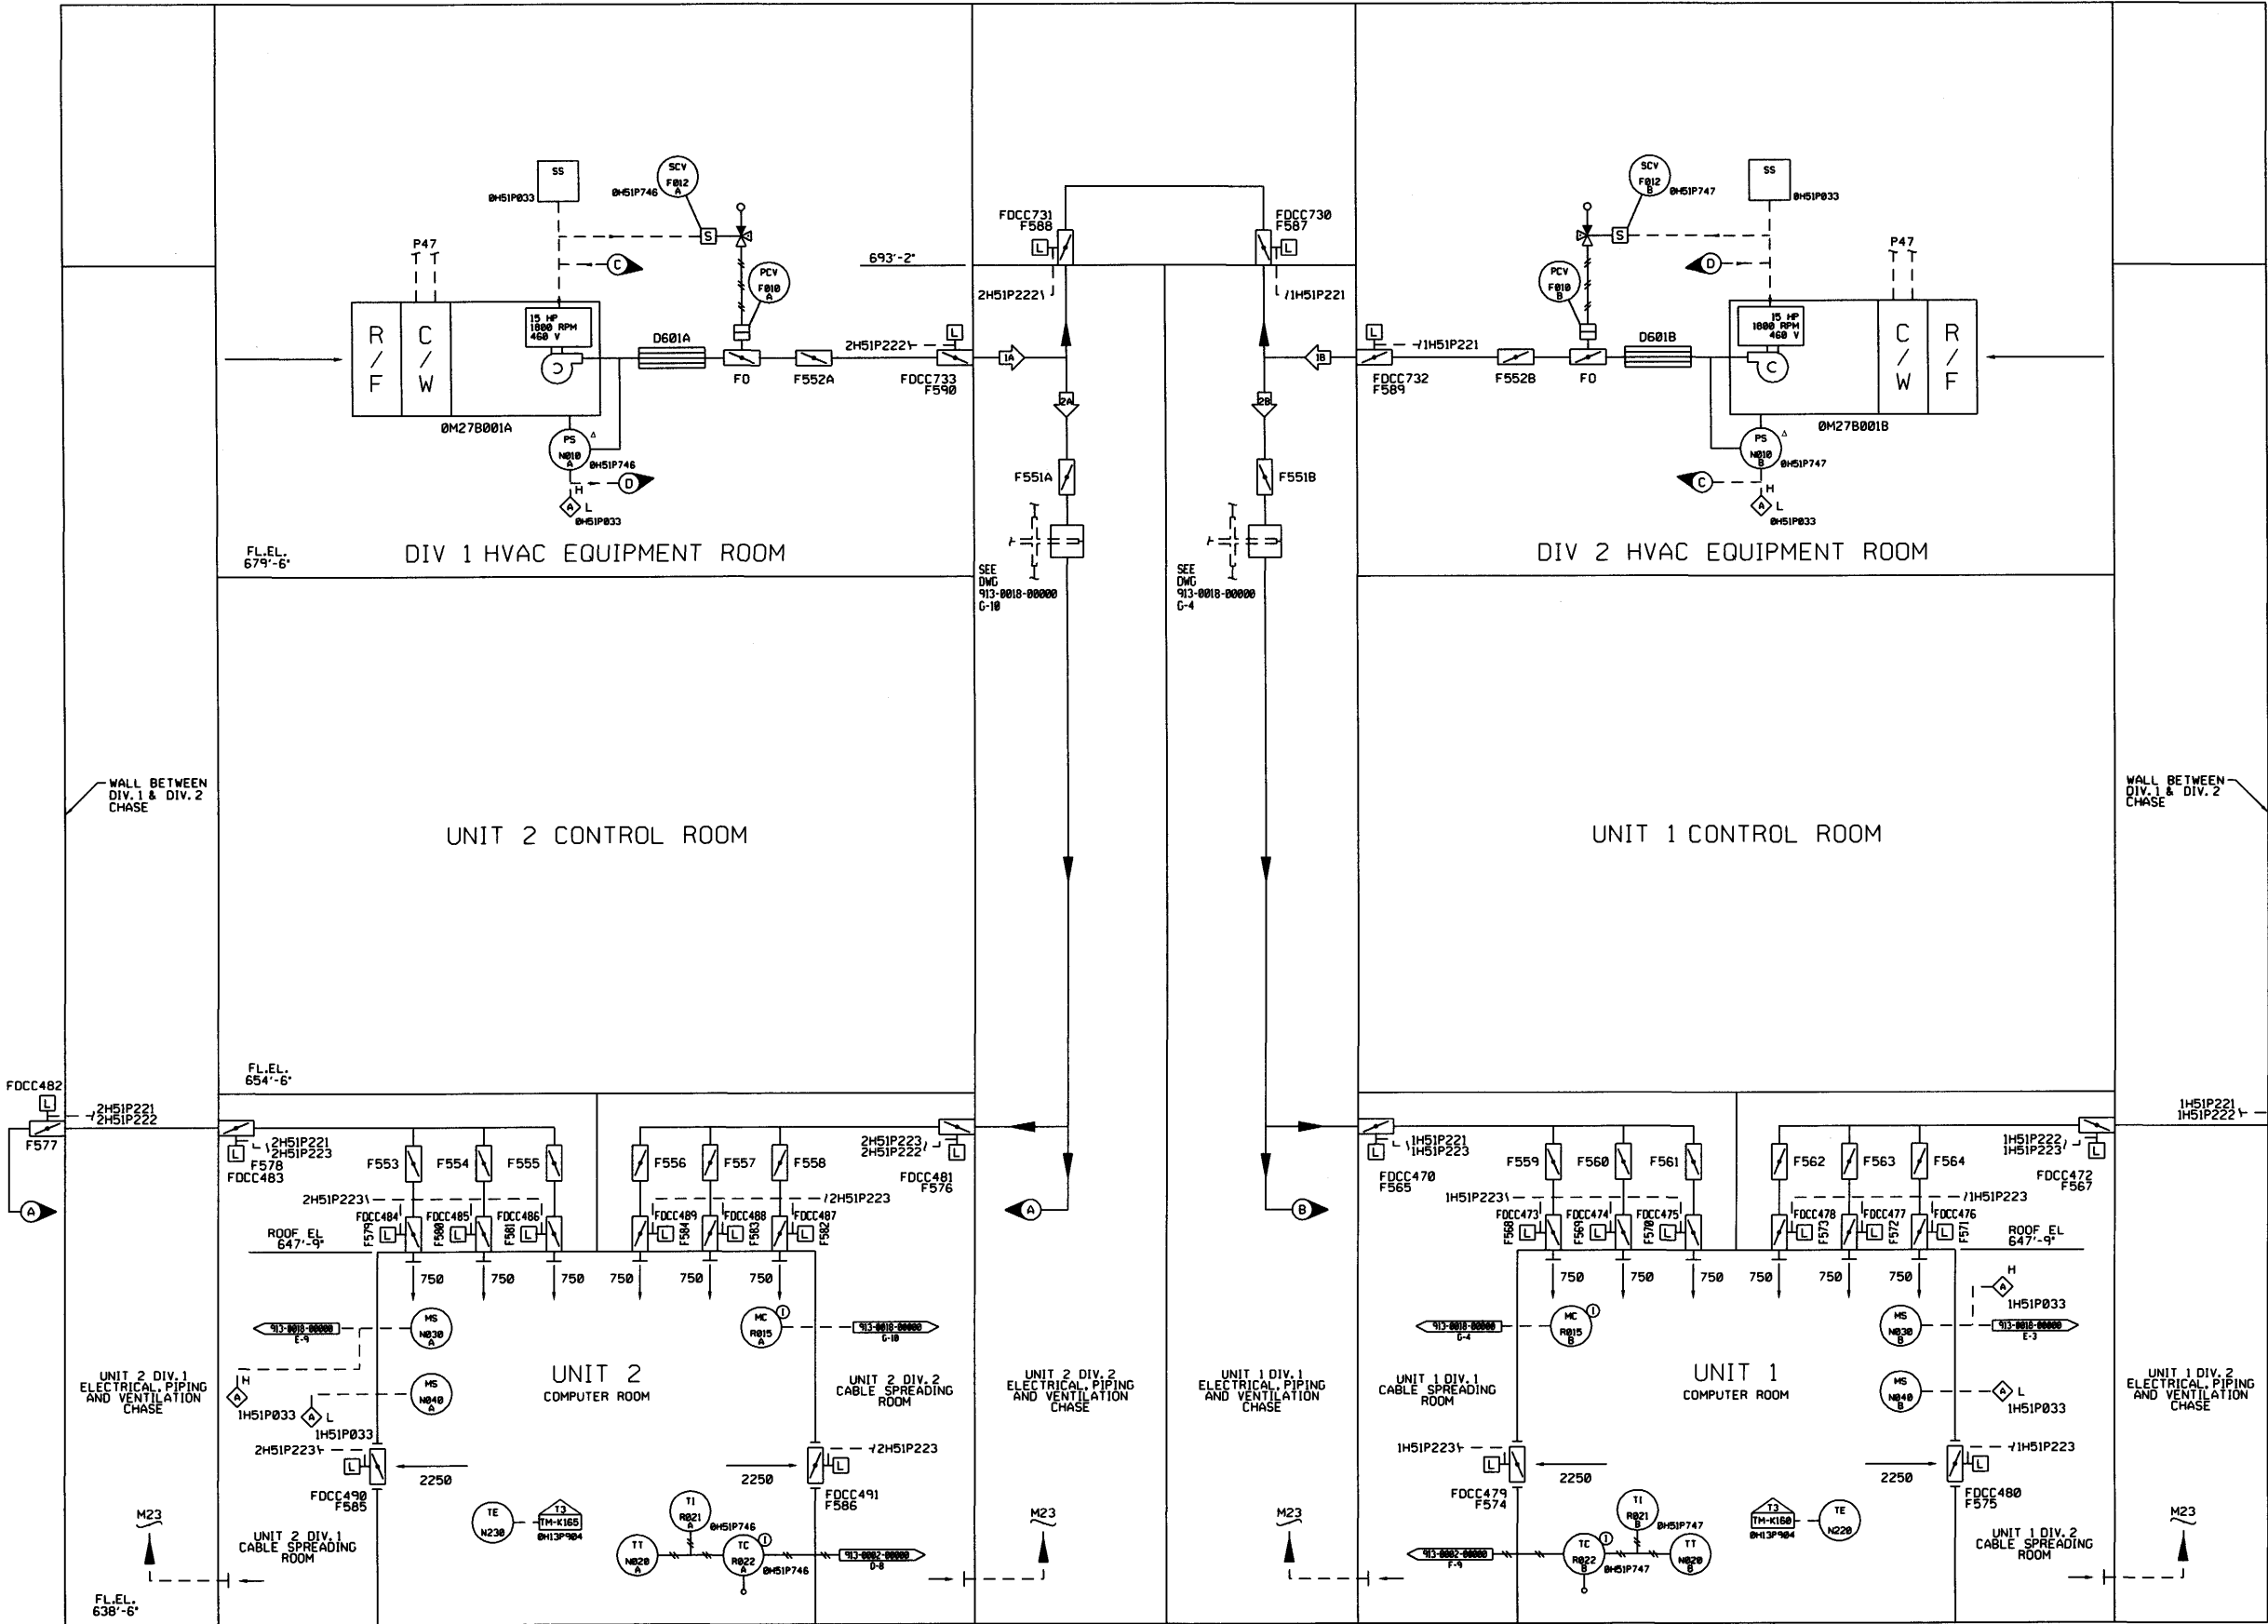 SS
0H51P033
SCV
F012
A
0H51P746
S
PCV
F010
A
P47
C
R
/
F
C
/
W
15 HP
1800 RPM
460 V
D601A
FO
F552A
2H51P222
L
FDCC733
F590
0M27B001A
PS
N010
A
0H51P746
D
H
A
L
0H51P033
FL.EL.
679'-6"
DIV 1 HVAC EQUIPMENT ROOM
693'-2"
FDCC731
F588
L
2H51P222
FDCC730
F587
L
1H51P221
1A
1B
2A
2B
F551A
F551B
SEE
DWG
913-0018-00000
G-10
SEE
DWG
913-0018-00000
G-4
SCV
F012
B
0H51P747
SS
0H51P033
S
PCV
F010
B
D
P47
15 HP
1800 RPM
460 V
C
/
W
R
/
F
L
1H51P221
FDCC732
F589
F552B
FO
D601B
0M27B001B
PS
N010
B
0H51P747
C
H
A
L
0H51P033
DIV 2 HVAC EQUIPMENT ROOM
WALL BETWEEN
DIV.1 & DIV.2
CHASE
UNIT 2 CONTROL ROOM
UNIT 1 CONTROL ROOM
WALL BETWEEN
DIV.1 & DIV.2
CHASE
FL.EL.
654'-6"
FDCC482
L
2H51P221
2H51P222
F577
A
2H51P221
2H51P223
L
F578
FDCC483
F553
F554
F555
F556
F557
F558
2H51P223
2H51P222
L
FDCC481
F576
2H51P223
2H51P223
FDCC484
F579
L
FDCC485
F580
L
FDCC486
F581
L
FDCC489
F584
L
FDCC488
F583
L
FDCC487
F582
L
ROOF EL
647'-9"
750
750
750
750
750
750
A
B
1H51P221
1H51P223
L
FDCC470
F565
F559
F560
F561
F562
F563
F564
1H51P222
1H51P223
L
FDCC472
F567
1H51P221
1H51P222
1H51P223
1H51P223
FDCC473
F568
L
FDCC474
F569
L
FDCC475
F570
L
FDCC478
F573
L
FDCC477
F572
L
FDCC476
F571
L
ROOF EL
647'-9"
750
750
750
750
750
750
913-0018-00000
E-9
MS
N030
A
MC
R015
A
1
913-0018-00000
G-10
UNIT 2
COMPUTER ROOM
MS
N040
A
H
A
1H51P033
A
L
1H51P033
UNIT 2 DIV.1
ELECTRICAL, PIPING
AND VENTILATION
CHASE
UNIT 2 DIV.2
CABLE SPREADING
ROOM
UNIT 2 DIV.2
ELECTRICAL, PIPING
AND VENTILATION
CHASE
UNIT 1 DIV.1
ELECTRICAL, PIPING
AND VENTILATION
CHASE
UNIT 1 DIV.1
CABLE SPREADING
ROOM
913-0018-00000
G-4
MC
R015
B
1
UNIT 1
COMPUTER ROOM
MS
N030
B
H
A
1H51P033
913-0018-00000
E-3
MS
N040
B
A
L
1H51P033
UNIT 1 DIV.2
ELECTRICAL, PIPING
AND VENTILATION
CHASE
2H51P223
L
2250
FDCC490
F585
2H51P223
L
2250
FDCC491
F586
1H51P223
L
2250
FDCC479
F574
1H51P223
L
2250
FDCC480
F575
M23
UNIT 2 DIV.1
CABLE SPREADING
ROOM
TE
N230
T3
TM-K165
0H13P904
TI
R021
A
0H51P746
TT
N020
A
TC
R022
A
1
0H51P746
913-0002-00000
D-8
M23
M23
913-0002-00000
F-9
TC
R022
B
1
0H51P747
TI
R021
B
0H51P747
TT
N020
B
T3
TM-K160
0H13P904
TE
N220
UNIT 1 DIV.2
CABLE SPREADING
ROOM
M23
FL.EL.
638'-6"